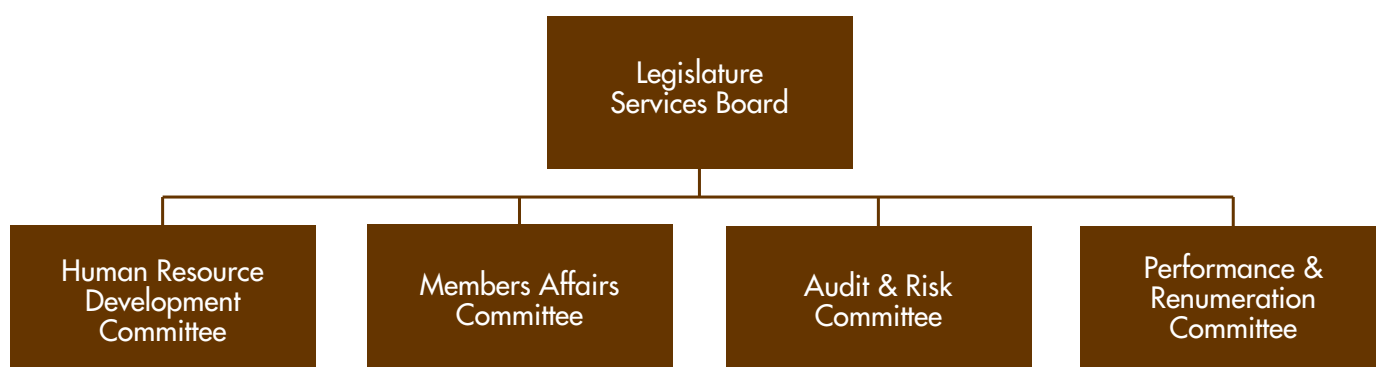 Legislature
Services Board
Human Resource
Development
Committee
Members Affairs
Committee
Audit & Risk
Committee
Performance &
Renumeration
Committee